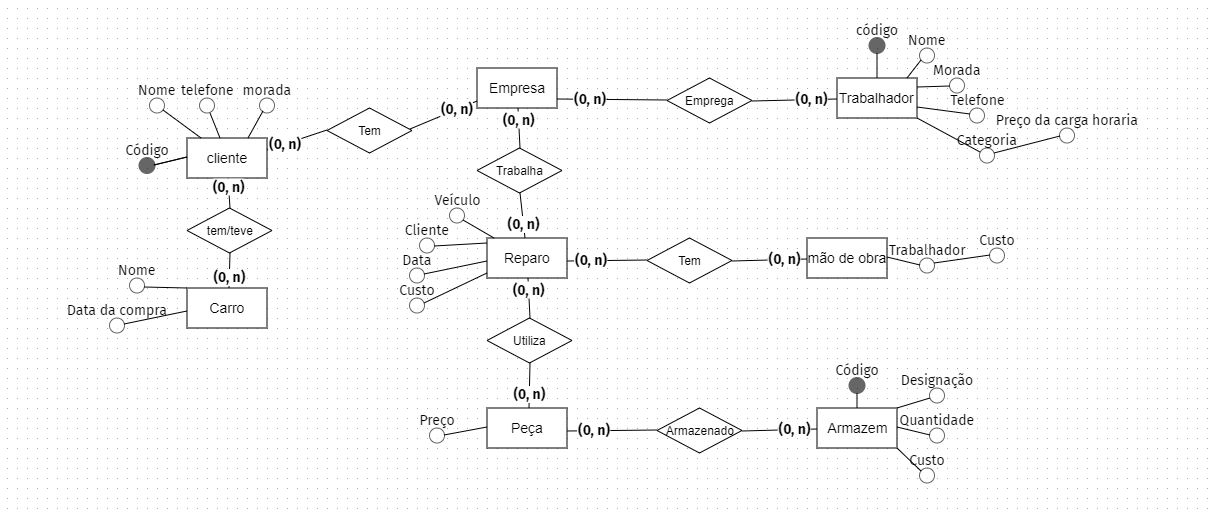 código
Nome
Morada
Telefone
Categoria
Preço da carga horaria
Trabalhador
(0, n)
Emprega
(0, n)
Empresa
(0, n)
Tem
(0, n)
Nome
telefone
morada
Código
cliente
(0, n)
tem/teve
(0, n)
Nome
Data da compra
Carro
(0, n)
Trabalha
(0, n)
Veículo
Cliente
Data
Custo
Reparo
(0, n)
Tem
(0, n)
mão de obra
Trabalhador
Custo
(0, n)
Utiliza
(0, n)
Preço
Peça
(0, n)
Armazenado
(0, n)
Armazem
Código
Designação
Quantidade
Custo